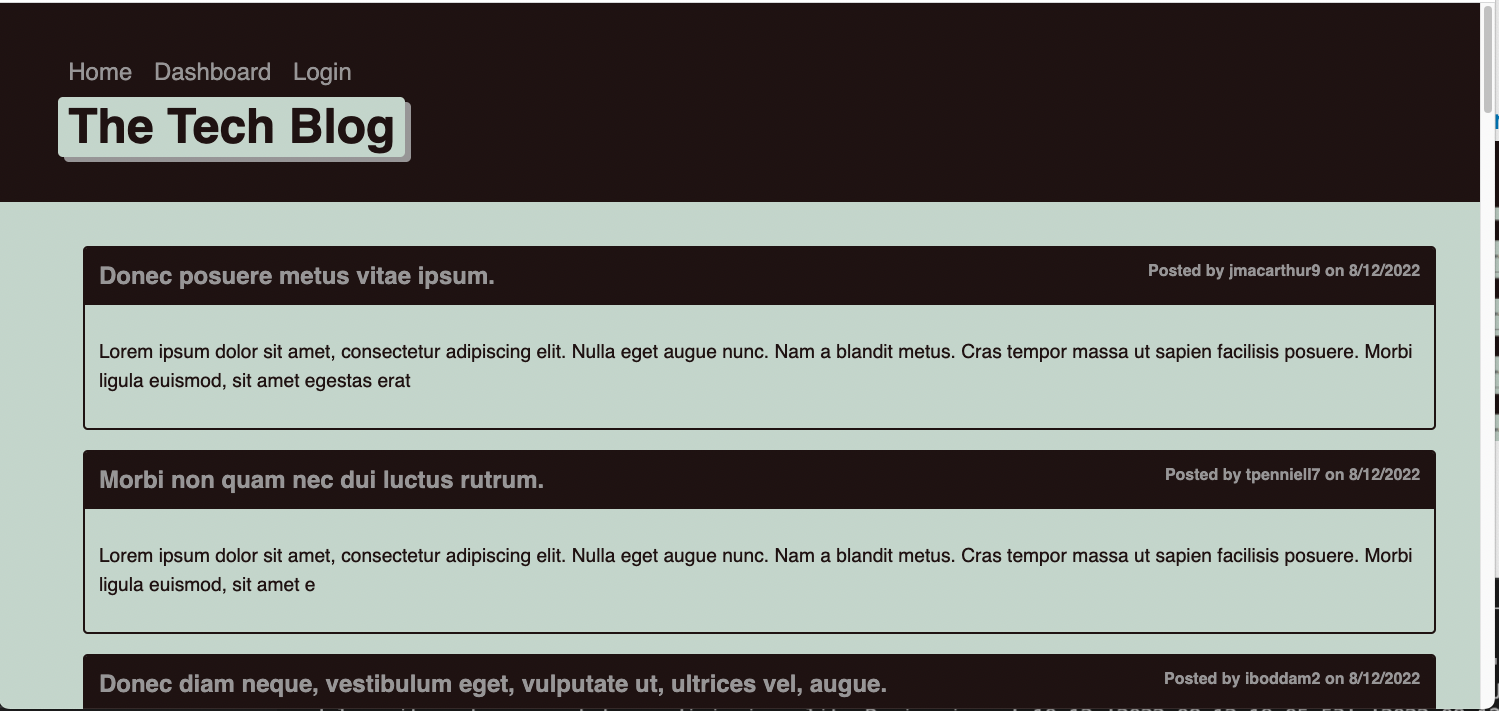 Home Dashboard Login
The Tech Blog
Donec posuere metus vitae ipsum.
Posted by jmacarthur9 on 8/12/2022
Lorem ipsum dolor sit amet, consectetur adipiscing elit. Nulla eget augue nunc. Nam a blandit metus. Cras tempor massa ut sapien facilisis posuere. Morbi
ligula euismod, sit amet egestas erat
Morbi non quam nec dui luctus rutrum.
Posted by tpenniell7 on 8/12/2022
Lorem ipsum dolor sit amet, consectetur adipiscing elit. Nulla eget augue nunc. Nam a blandit metus. Cras tempor massa ut sapien facilisis posuere. Morbi
ligula euismod, sit amet e
Donec diam neque, vestibulum eget, vulputate ut, ultrices vel, augue.
Posted by iboddam2 on 8/12/2022